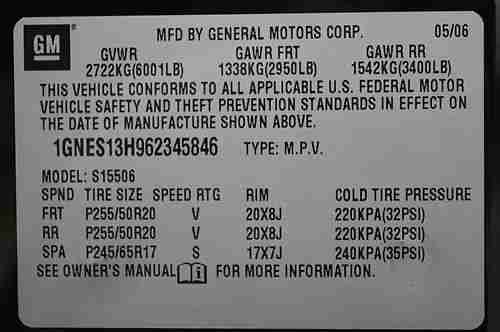 GM
MFD BY GENERAL MOTORS CORP. 05/06
GVWR GAWR FRT GAWR RR
2722KG(6001LB) 1338KG(2950LB) 1542KG(3400LB)
THIS VEHICLE CONFORMS TO ALL APPLICABLE U.S. FEDERAL MOTOR
VEHICLE SAFETY AND THEFT PREVENTION STANDARDS IN EFFECT ON
THE DATE OF MANUFACTURE SHOWN ABOVE.
1GNES13H962345846 TYPE: M.P.V.
MODEL: S15506
SPND TIRE SIZE SPEED RTG RIM COLD TIRE PRESSURE
FRT P255/50R20 V 20X8J 220KPA(32PSI)
RR P255/50R20 V 20X8J 220KPA(32PSI)
SPA P245/65R17 S 17X7J 240KPA(35PSI)
SEE OWNER'S MANUAL FOR MORE INFORMATION.